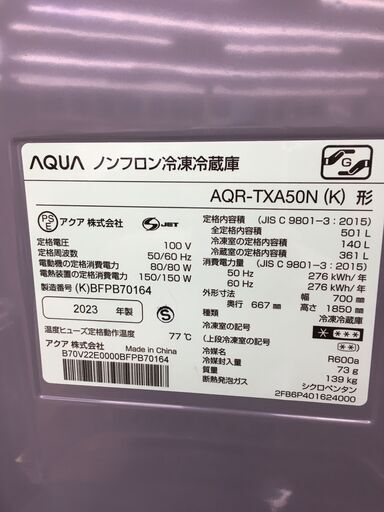 AQUA ノンフロン冷凍冷蔵庫
G
AQR-TXA50N (K) 形
PS
E
アクア 株式会社
S-JET
定格電圧 100 V
定格周波数 50/60 Hz
電動機の定格消費電力 80/80 W
電熱装置の定格消費電力 150/150 W
製造番号 (K)BFPB70164
2023 年製
S
温度ヒューズ定格動作温度 77℃
アクア 株式会社 Made in China
B70V22E0000BFPB70164
定格内容積 (JIS C 9801-3 : 2015)
全定格内容積 501 L
冷凍室の定格内容積 140 L
冷蔵室の定格内容積 361 L
消費電力量 (JIS C 9801-3 : 2015)
50 Hz 276 kWh/年
60 Hz 276 kWh/年
外形寸法 幅 700 mm
奥行 667 mm 高さ 1850 mm
種類 冷凍冷蔵庫
冷凍室の記号 * ***
(上段冷凍室の記号 **)
冷媒名 R600a
冷媒封入量 73 g
質量 139 kg
断熱発泡ガス シクロペンタン
2FB6P401624000